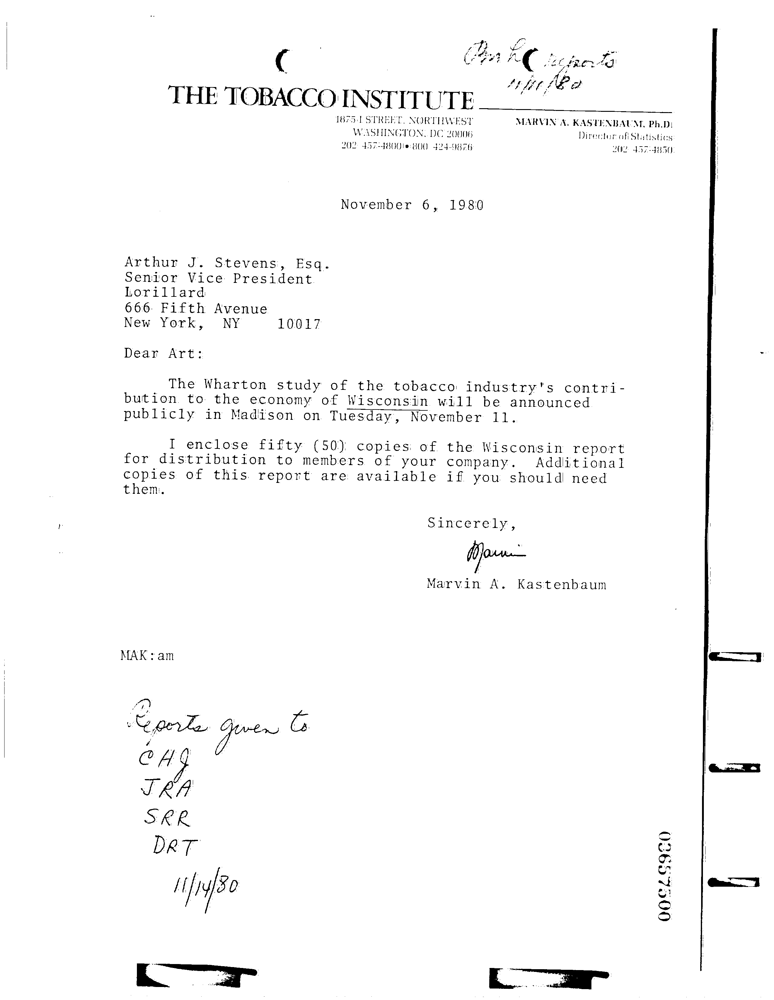 reports
11/11/80
THE TOBACCO INSTITUTE
1875 I STREET, NORTHWEST
WASHINGTON, DC 20006
202 457-4800 • 800 424-9876
MARVIN A. KASTENBAUM, Ph.D.
Director of Statistics
202 457-4850
November 6, 1980
Arthur J. Stevens, Esq.
Senior Vice President
Lorillard
666 Fifth Avenue
New York, NY 10017
Dear Art:
The Wharton study of the tobacco industry's contri-
bution to the economy of Wisconsin will be announced
publicly in Madison on Tuesday, November 11.
I enclose fifty (50) copies of the Wisconsin report
for distribution to members of your company. Additional
copies of this report are available if you should need
them.
Sincerely,
Marvin
Marvin A. Kastenbaum
MAK:am
Reports given to
CHJ
JRA
SRR
DRT
11/14/80
03657500